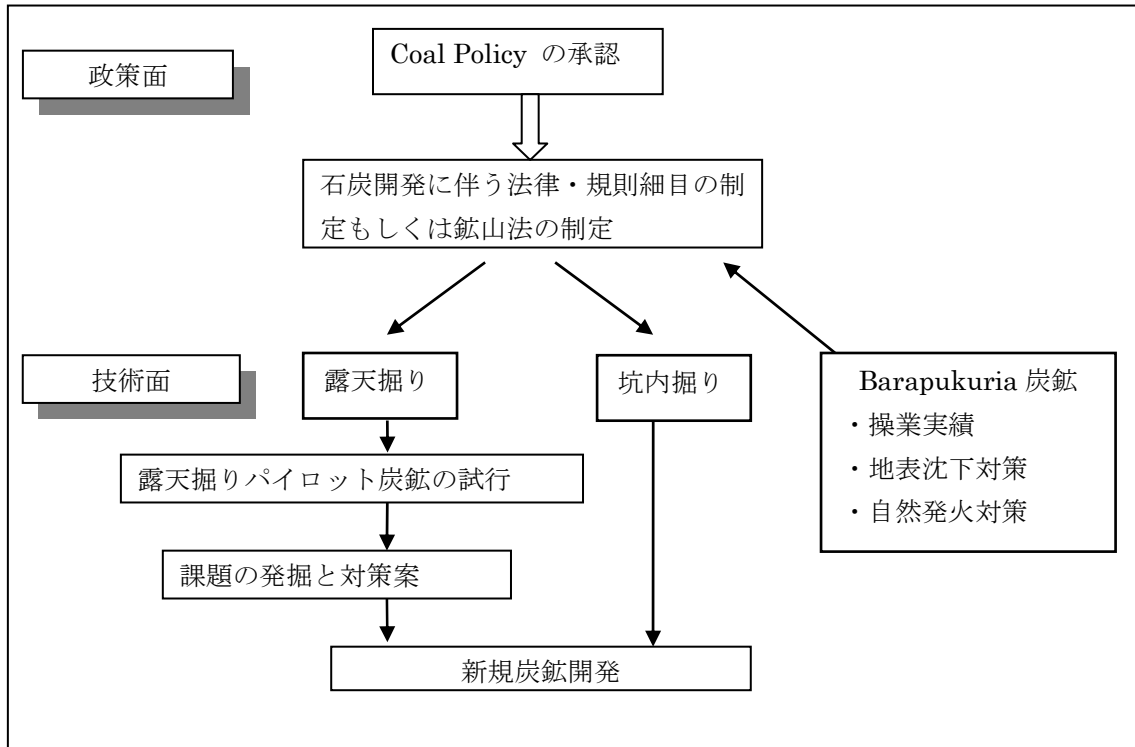 Coal Policy の承認
政策面
石炭開発に伴う法律・規則細目の制
定もしくは鉱山法の制定
技術面
露天掘り
坑内掘り
Barapukuria 炭鉱
・操業実績
・地表沈下対策
・自然発火対策
露天掘りパイロット炭鉱の試行
課題の発掘と対策案
新規炭鉱開発